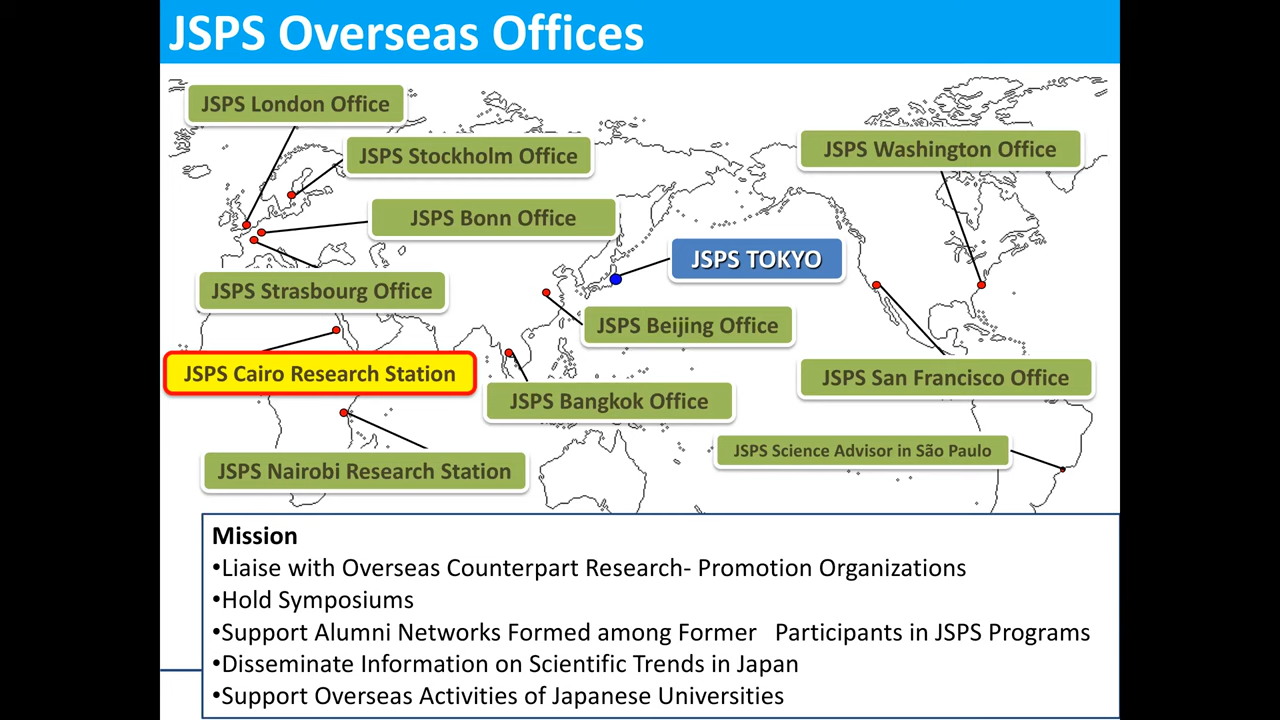 JSPS Overseas Offices
JSPS London Office
JSPS Stockholm Office
JSPS Washington Office
JSPS Bonn Office
JSPS TOKYO
JSPS Strasbourg Office
JSPS Beijing Office
JSPS Cairo Research Station
JSPS San Francisco Office
JSPS Bangkok Office
JSPS Science Advisor in São Paulo
JSPS Nairobi Research Station
Mission
•Liaise with Overseas Counterpart Research- Promotion Organizations
•Hold Symposiums
•Support Alumni Networks Formed among Former Participants in JSPS Programs
•Disseminate Information on Scientific Trends in Japan
•Support Overseas Activities of Japanese Universities